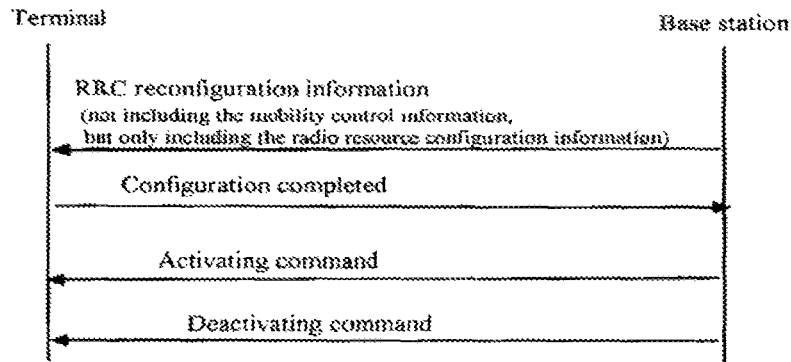 Terminal
Base station
RRC reconfiguration information
(not including the mobility control information,
but only including the radio resource configuration information)
Configuration completed
Activating command
Deactivating command